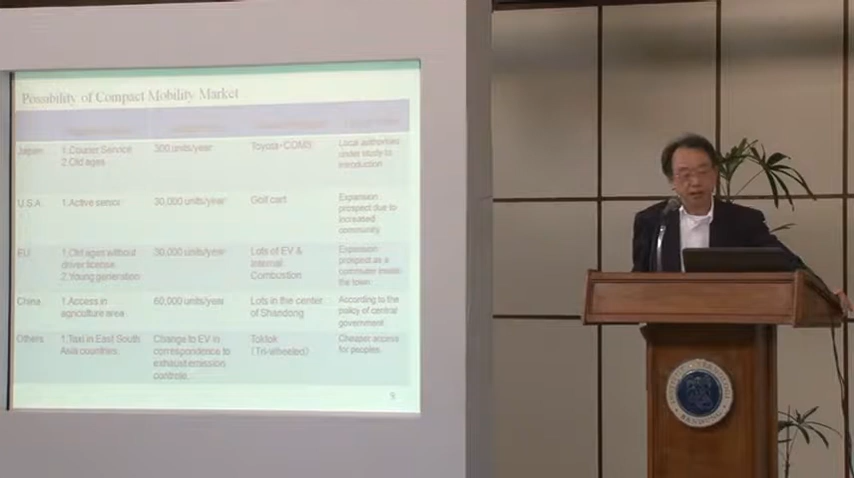 Possibility of Compact Mobility Market
Japan 1.Courier Service 300 units/year Toyota・COMS Local authorities
2.Old ages under study to
introduction
U.S.A. 1.Active senior 30,000 units/year Golf cart Expansion
prospect due to
increased
community.
EU 1.Old ages without 30,000 units/year Lots of EV & Expansion
driver license. Internal prospect as a
2.Young generation Combustion commuter inside
the town.
China 1.Access in 60,000 units/year Lots in the center According to the
agriculture area of Shandong policy of central
government.
Others 1.Taxi in East South Change to EV in Toktok Cheaper access
Asia countries. correspondence to (Tri-wheeled) for peoples.
exhaust emission
controls.
9